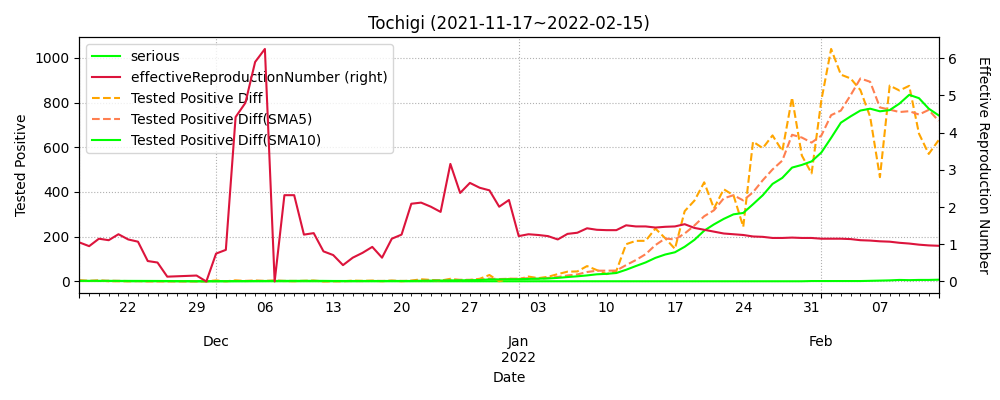 Tochigi (2021-11-17~2022-02-15)
serious
effectiveReproductionNumber (right)
Tested Positive Diff
Tested Positive Diff(SMA5)
Tested Positive Diff(SMA10)
Tested Positive
1000
800
600
400
200
0
Effective Reproduction Number
6
5
4
3
2
1
0
22 29 06 13 20 27 03 10 17 24 31 07
Dec Jan Feb
2022
Date